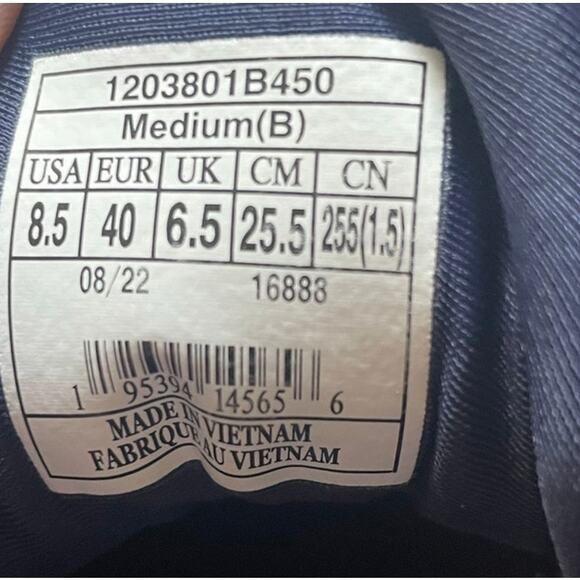 1203801B450
Medium(B)
USA EUR UK CM CN
8.5 40 6.5 25.5 255(1.5)
08/22 16888
1 95394 14565 6
MADE IN VIETNAM
FABRIQUE AU VIETNAM